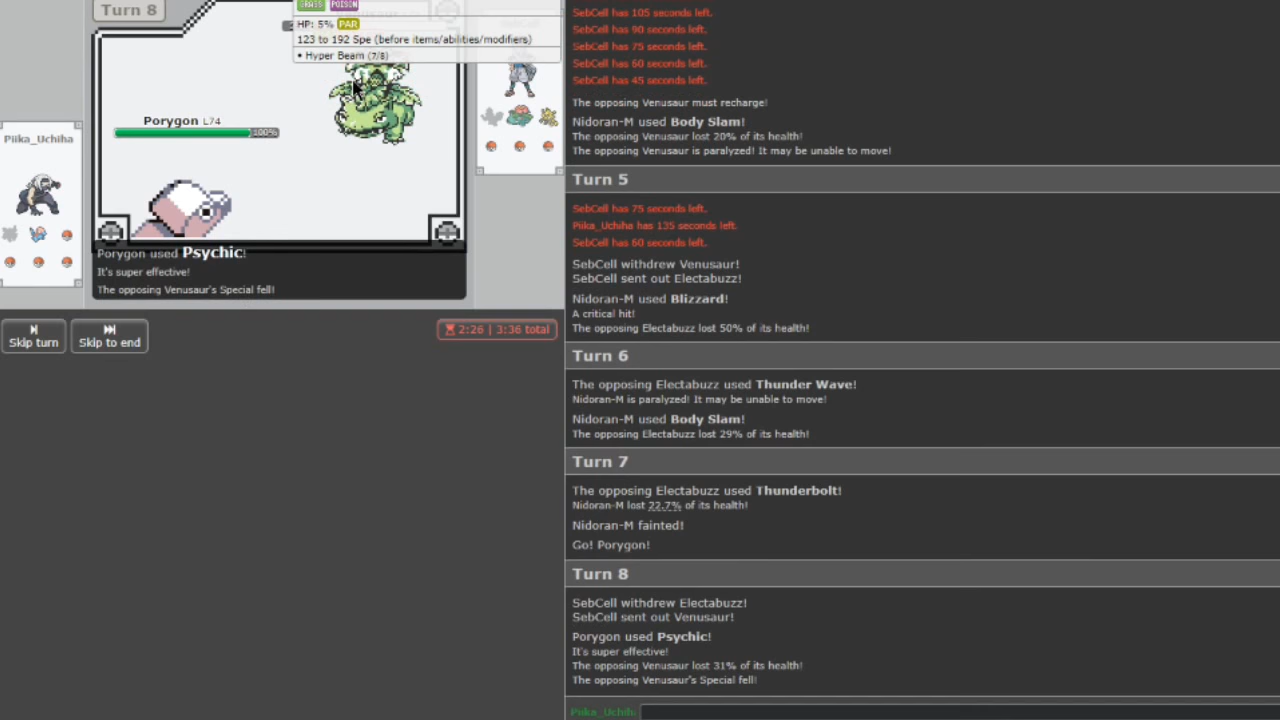 Turn 8
GRASS POISON
HP: 5% PAR
123 to 192 Spe (before items/abilities/modifiers)
• Hyper Beam (7/8)
Porygon L74
100%
Piika_Uchiha
Porygon used Psychic!
It's super effective!
The opposing Venusaur's Special fell!
Skip turn
Skip to end
2:26 | 3:36 total
SebCell has 105 seconds left.
SebCell has 90 seconds left.
SebCell has 75 seconds left.
SebCell has 60 seconds left.
SebCell has 45 seconds left.
The opposing Venusaur must recharge!
Nidoran-M used Body Slam!
The opposing Venusaur lost 20% of its health!
The opposing Venusaur is paralyzed! It may be unable to move!
Turn 5
SebCell has 75 seconds left.
Piika_Uchiha has 135 seconds left.
SebCell has 60 seconds left.
SebCell withdrew Venusaur!
SebCell sent out Electabuzz!
Nidoran-M used Blizzard!
A critical hit!
The opposing Electabuzz lost 50% of its health!
Turn 6
The opposing Electabuzz used Thunder Wave!
Nidoran-M is paralyzed! It may be unable to move!
Nidoran-M used Body Slam!
The opposing Electabuzz lost 29% of its health!
Turn 7
The opposing Electabuzz used Thunderbolt!
Nidoran-M lost 22.7% of its health!
Nidoran-M fainted!
Go! Porygon!
Turn 8
SebCell withdrew Electabuzz!
SebCell sent out Venusaur!
Porygon used Psychic!
It's super effective!
The opposing Venusaur lost 31% of its health!
The opposing Venusaur's Special fell!
Piika_Uchih